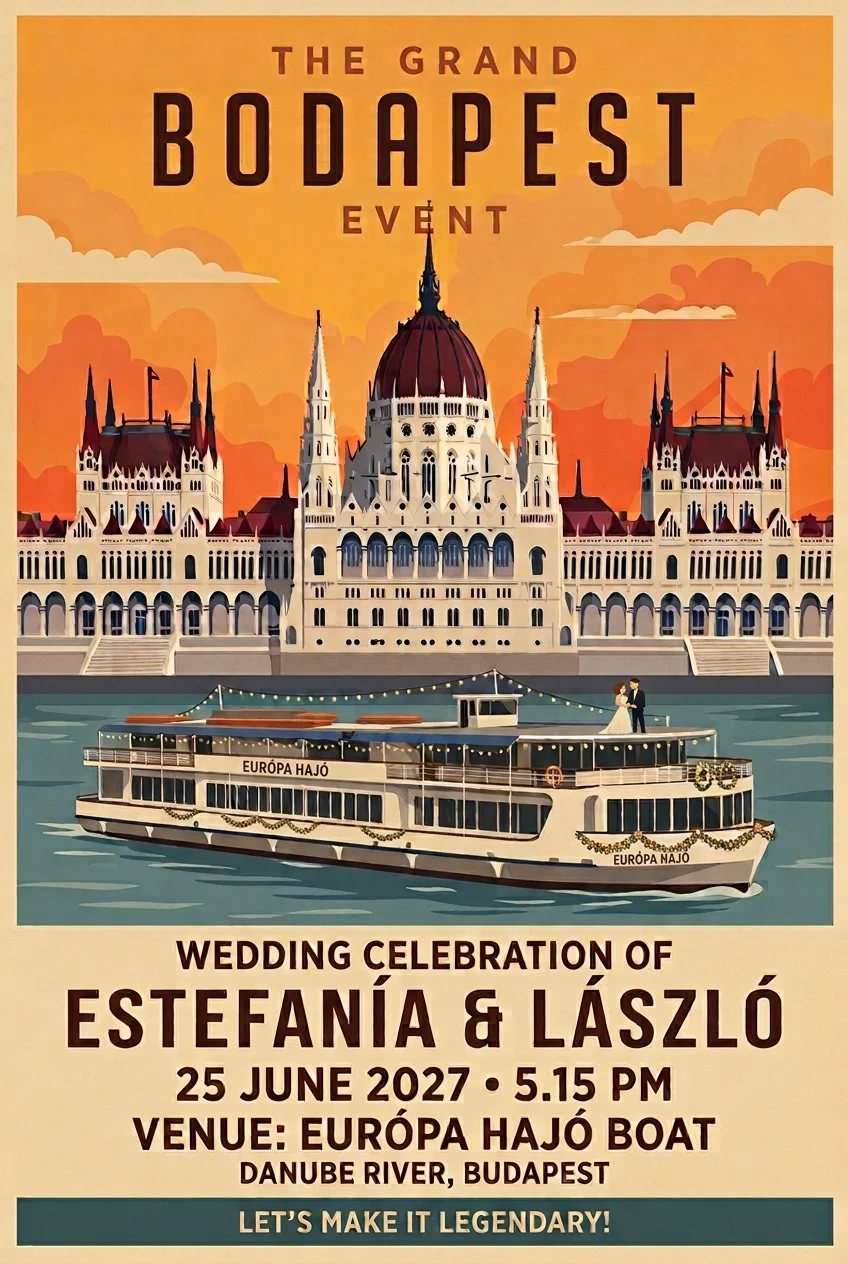 THE GRAND
BODAPEST
EVENT
EURÓPA HAJÓ
EURÓPA NAJÓ
WEDDING CELEBRATION OF
ESTEFANÍA & LÁSZLÓ
25 JUNE 2027 • 5.15 PM
VENUE: EURÓPA HAJÓ BOAT
DANUBE RIVER, BUDAPEST
LET'S MAKE IT LEGENDARY!